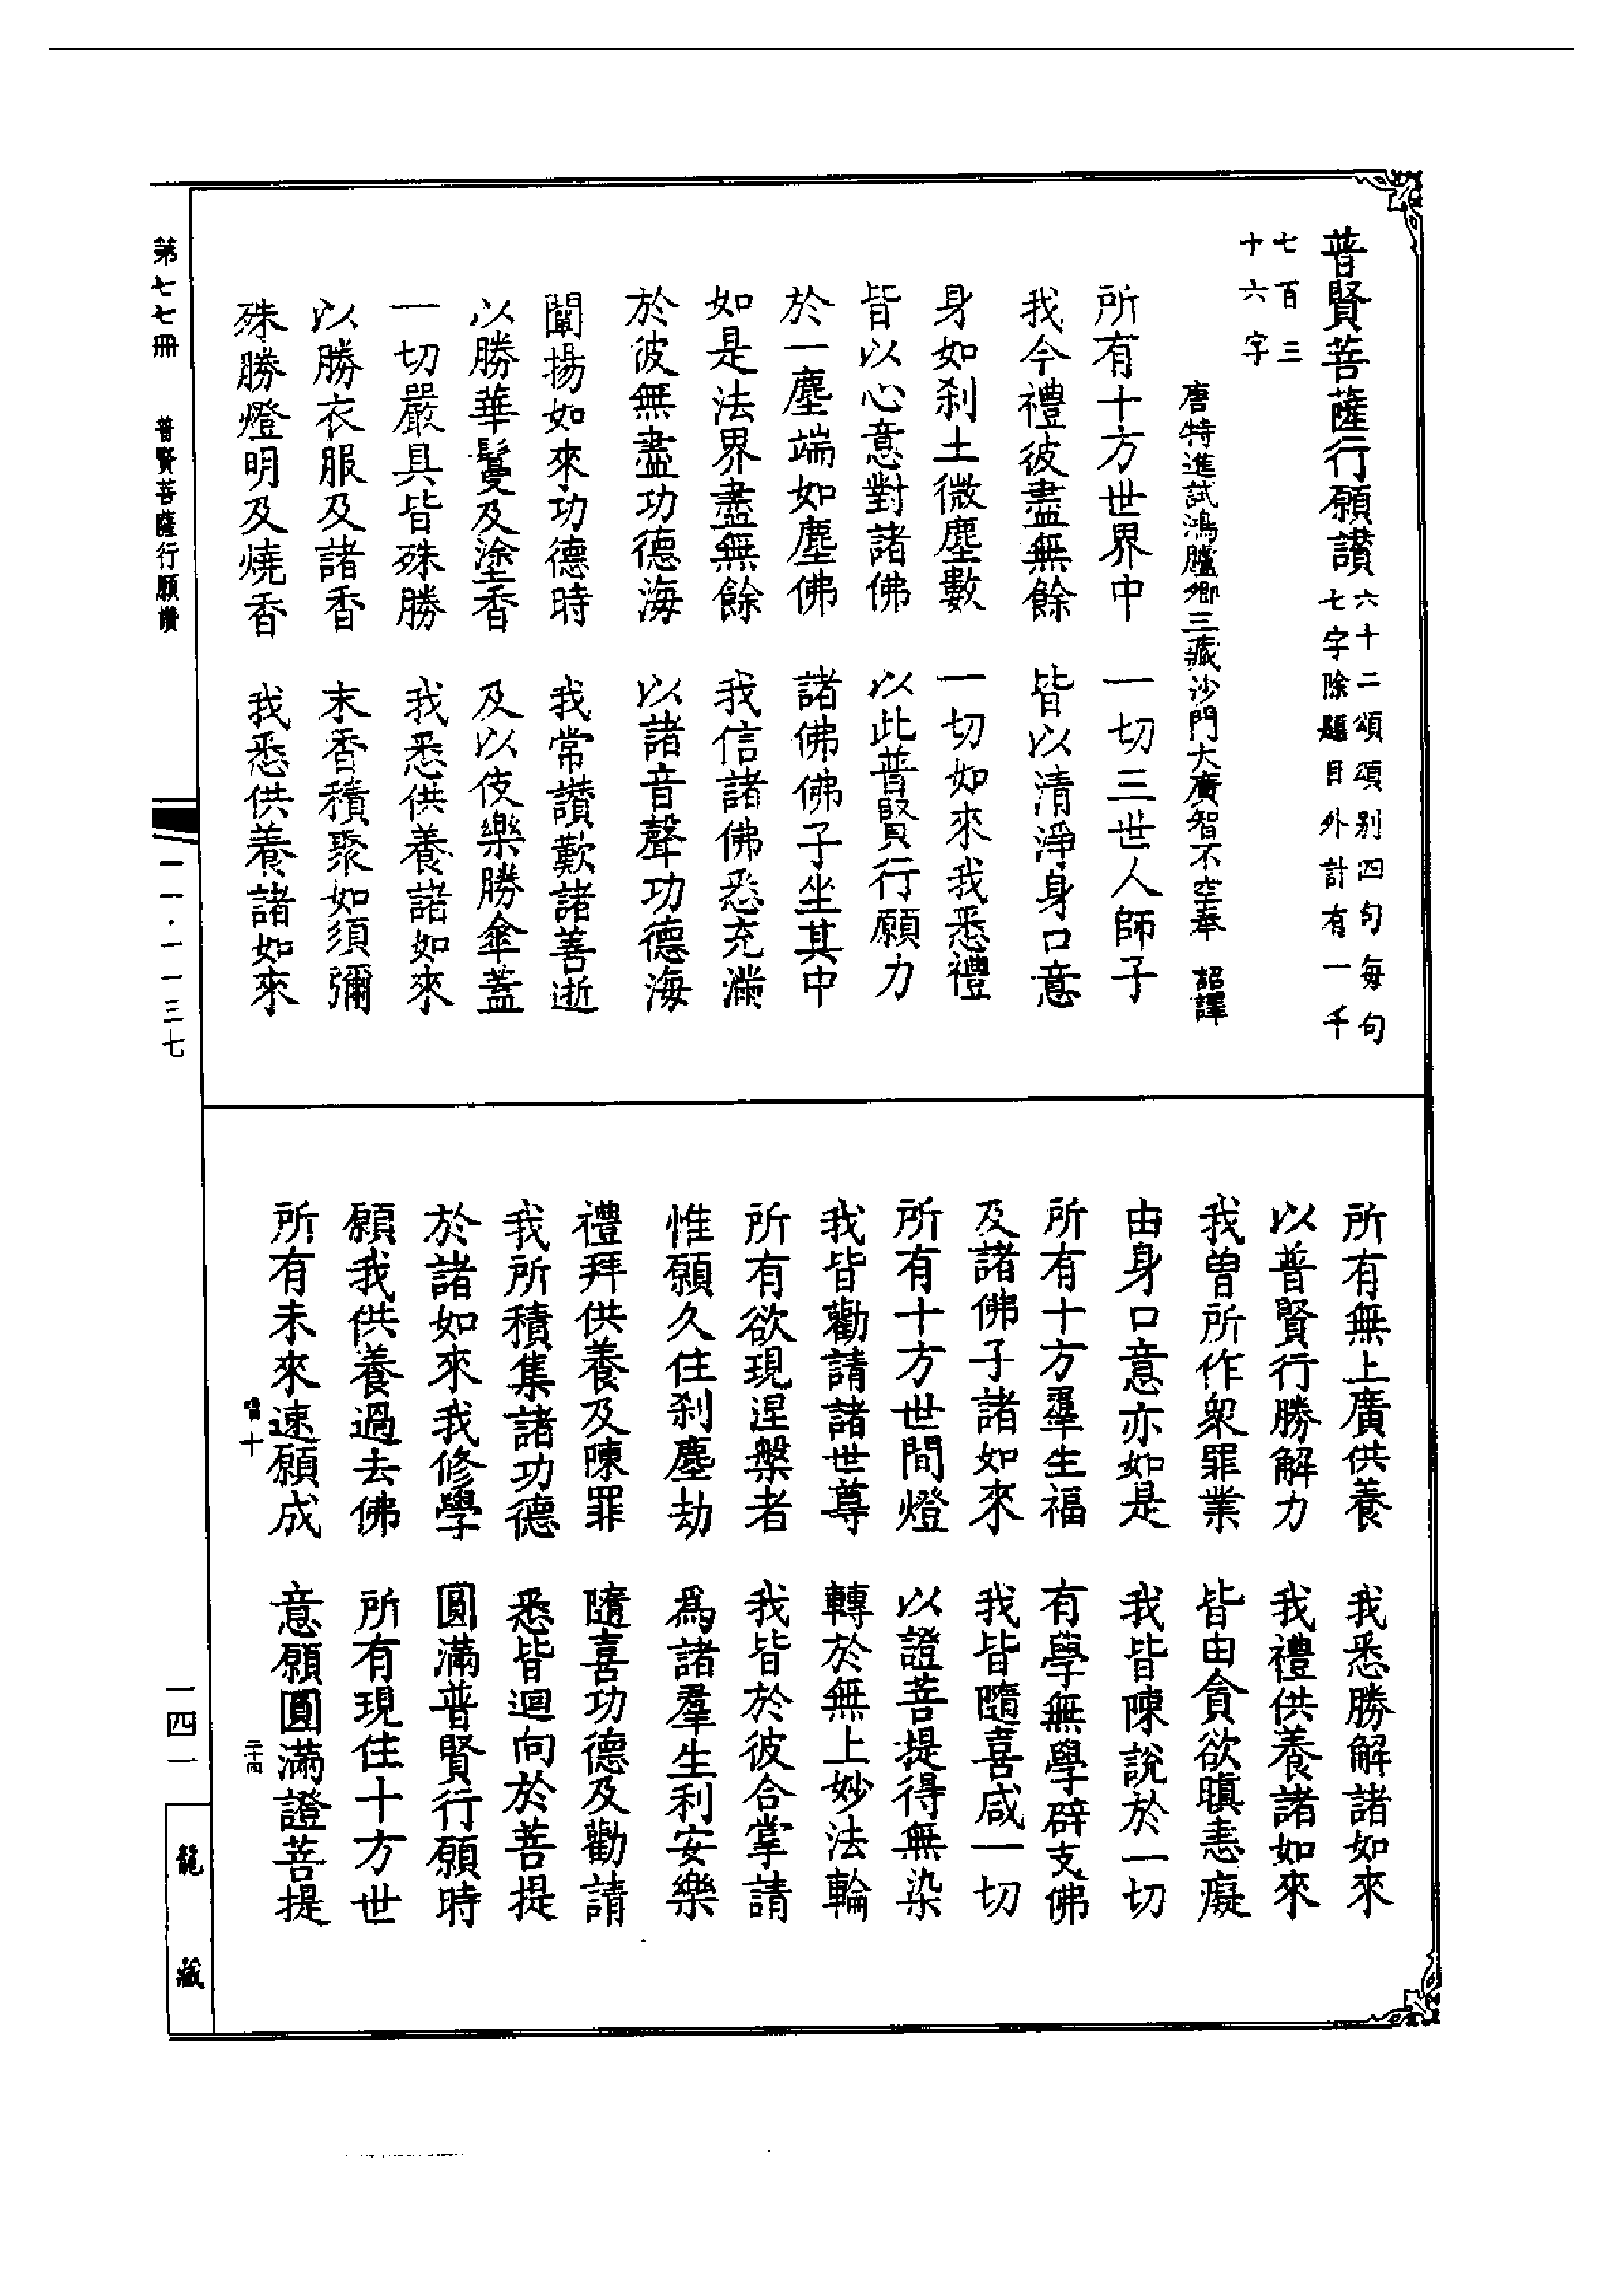 普賢菩薩行願讃
六十二頌頌別四句每句
七字除題目外計有一千
七百三
十六字
唐特進試鴻臚卿三藏沙門大廣智不空奉 詔譯
所有十方世界中 一切三世人師子
我今禮彼盡無餘 皆以清淨身口意
身如刹土微塵數 一切如來我悉禮
皆以心意對諸佛 以此普賢行願力
於一塵端如塵佛 諸佛佛子坐其中
如是法界盡無餘 我信諸佛悉充滿
於彼無盡功德海 以諸音聲功德海
闡揚如來功德時 我常讃歎諸善逝
以勝華鬘及塗香 及以伎樂勝傘蓋
一切嚴具皆殊勝 我悉供養諸如來
以勝衣服及諸香 末香積聚如須彌
殊勝燈明及燒香 我悉供養諸如來
所有無上廣供養 我悉勝解諸如來
以普賢行勝解力 我禮供養諸如來
我曾所作衆罪業 皆由貪欲瞋恚癡
由身口意亦如是 我皆陳說於一切
所有十方羣生福 有學無學辟支佛
及諸佛子諸如來 我皆隨喜咸一切
所有十方世間燈 以證菩提得無染
我皆勸請諸世尊 轉於無上妙法輪
所有欲現涅槃者 我皆於彼合掌請
惟願久住刹塵劫 爲諸羣生利安樂
禮拜供養及陳罪 隨喜功德及勸請
我所積集諸功德 悉皆迴向於菩提
於諸如來我修學 圓滿普賢行願時
願我供養過去佛 所有現住十方世
所有未來速願成 意願圓滿證菩提
第七七冊 普賢菩薩行願讃 一一·一一三七
一四一
龍藏